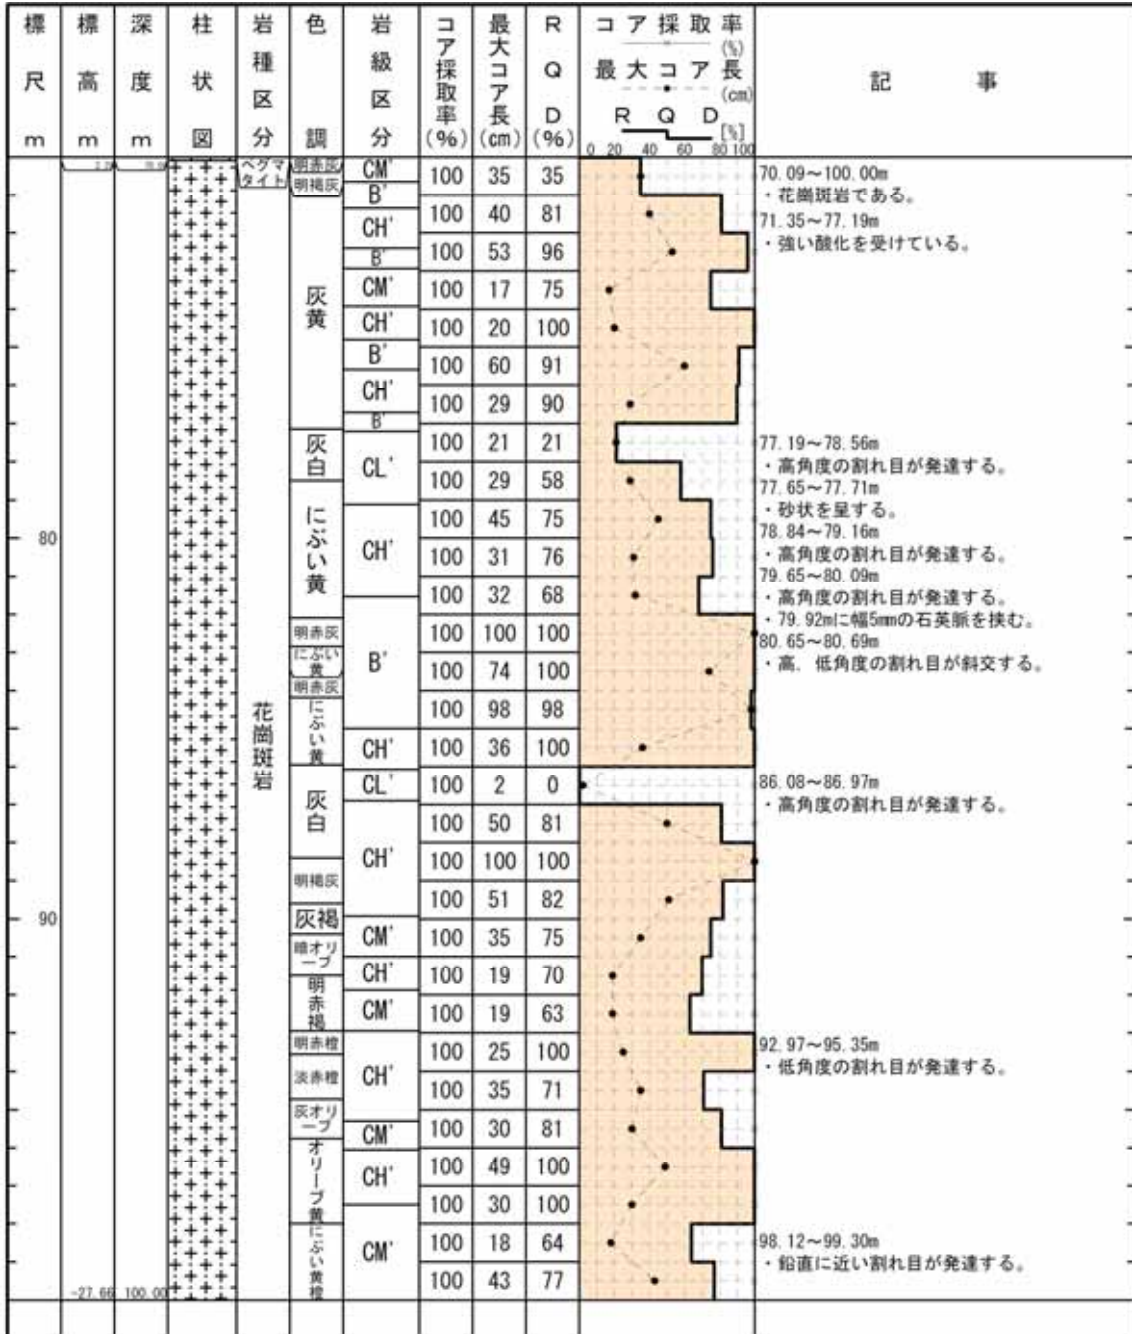 標尺 m
標高 m
深度 m
柱状図
岩種区分
色調
岩級区分
コア採取率 (%)
最大コア長 (cm)
RQD (%)
コア採取率 (%)
最大コア長 (cm)
RQD [%]
0 20 40 60 80 100
記事
ペグマタイト 明赤灰 CM' 100 35 35
明褐灰 B'
CH' 100 40 81
B' 100 53 96
灰黄 CM' 100 17 75
CH' 100 20 100
B' 100 60 91
CH' 100 29 90
B'
灰白 CL' 100 21 21
100 29 58
にぶい黄 CH' 100 45 75
80
100 31 76
100 32 68
明赤灰 B' 100 100 100
にぶい黄 100 74 100
明赤灰
にぶい黄 100 98 98
花崗斑岩
CH' 100 36 100
灰白 CL' 100 2 0
CH' 100 50 81
100 100 100
明褐灰 100 51 82
90
灰褐
暗オリーブ CM' 100 35 75
CH' 100 19 70
明赤褐 CM' 100 19 63
明赤橙 CH' 100 25 100
淡赤橙 100 35 71
灰オリーブ 100 30 81
CM'
オリーブ黄 CH' 100 49 100
100 30 100
にぶい黄橙 CM' 100 18 64
100 43 77
-27.66 100.00
70.09～100.00m
・花崗斑岩である。
71.35～77.19m
・強い酸化を受けている。
77.19～78.56m
・高角度の割れ目が発達する。
77.65～77.71m
・砂状を呈する。
78.84～79.16m
・高角度の割れ目が発達する。
79.65～80.09m
・高角度の割れ目が発達する。
・79.92mに幅5mmの石英脈を挟む。
80.65～80.69m
・高、低角度の割れ目が斜交する。
86.08～86.97m
・高角度の割れ目が発達する。
92.97～95.35m
・低角度の割れ目が発達する。
98.12～99.30m
・鉛直に近い割れ目が発達する。